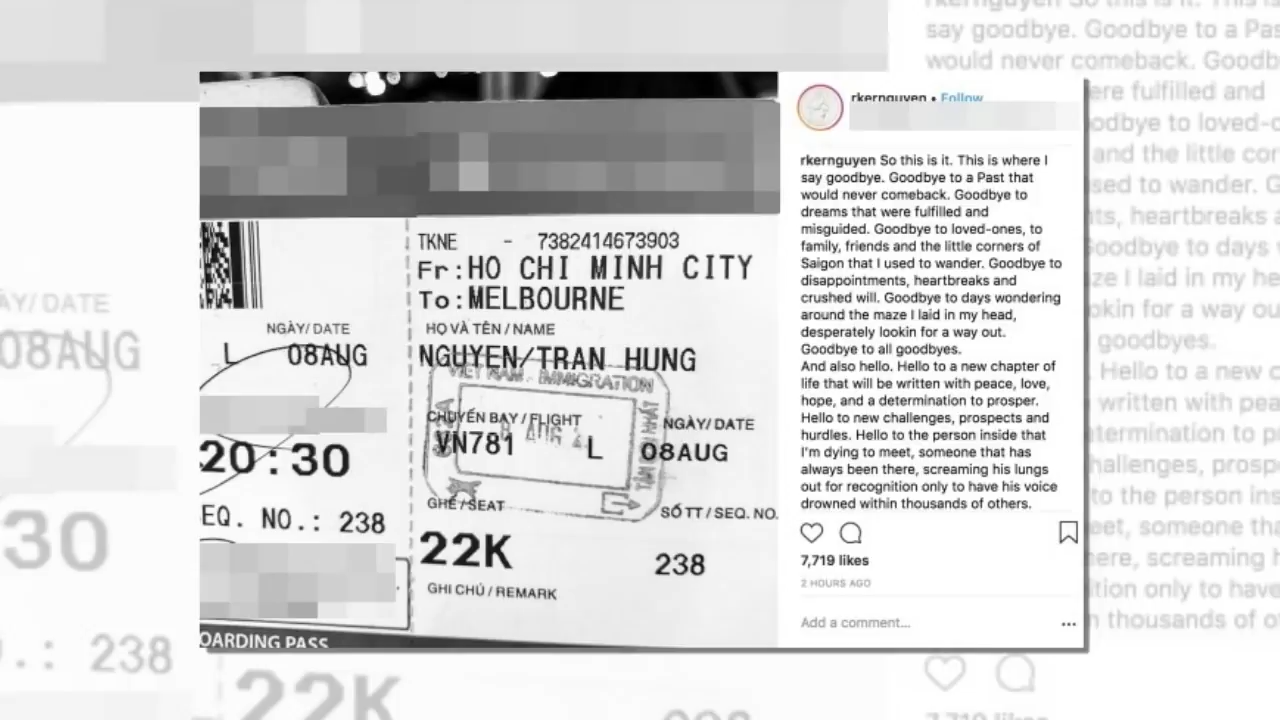 TKNE - 7382414673903
Fr:HO CHI MINH CITY
To:MELBOURNE
NGÀY/DATE
HỌ VÀ TÊN/NAME
L 08AUG
NGUYEN/TRAN HUNG
VIET NAM - IMMIGRATION
CHUYẾN BAY/FLIGHT
NGÀY/DATE
VN781 L 08AUG
TÂN SƠN NHẤT
20:30
GHẾ/SEAT
SỐ TT/SEQ. NO.
EQ. NO.: 238
22K
238
GHI CHÚ/REMARK
OARDING PASS
rkernguyen • Follow
rkernguyen So this is it. This is where I
say goodbye. Goodbye to a Past that
would never comeback. Goodbye to
dreams that were fulfilled and
misguided. Goodbye to loved-ones, to
family, friends and the little corners of
Saigon that I used to wander. Goodbye to
disappointments, heartbreaks and
crushed will. Goodbye to days wondering
around the maze I laid in my head,
desperately lookin for a way out.
Goodbye to all goodbyes.
And also hello. Hello to a new chapter of
life that will be written with peace, love,
hope, and a determination to prosper.
Hello to new challenges, prospects and
hurdles. Hello to the person inside that
I'm dying to meet, someone that has
always been there, screaming his lungs
out for recognition only to have his voice
drowned within thousands of others.
7,719 likes
2 HOURS AGO
Add a comment...